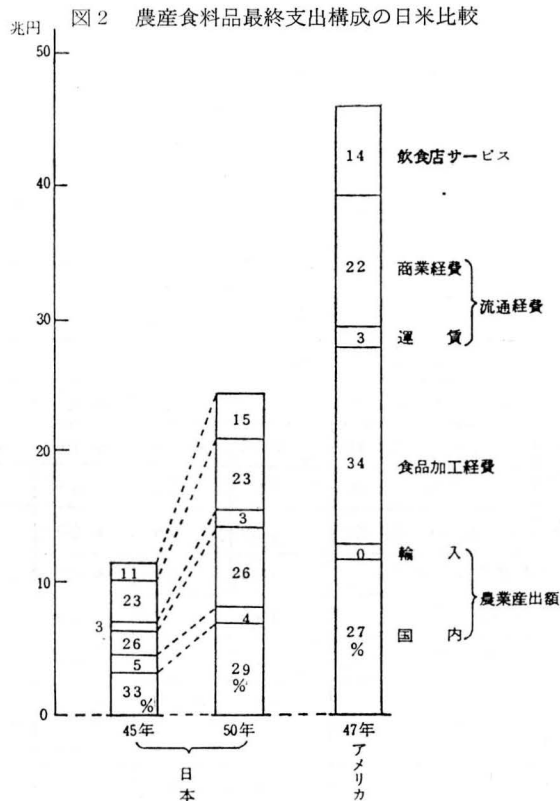 図2 農産食料品最終支出構成の日米比較
兆円
50
40
30
20
10
0
11
23
3
26
5
33
%
45年
15
23
3
26
4
29
%
50年
日本
14
22
3
34
0
27
%
47年
アメリカ
飲食店サービス
商業経費
運賃
流通経費
食品加工経費
輸入
国内
農業産出額